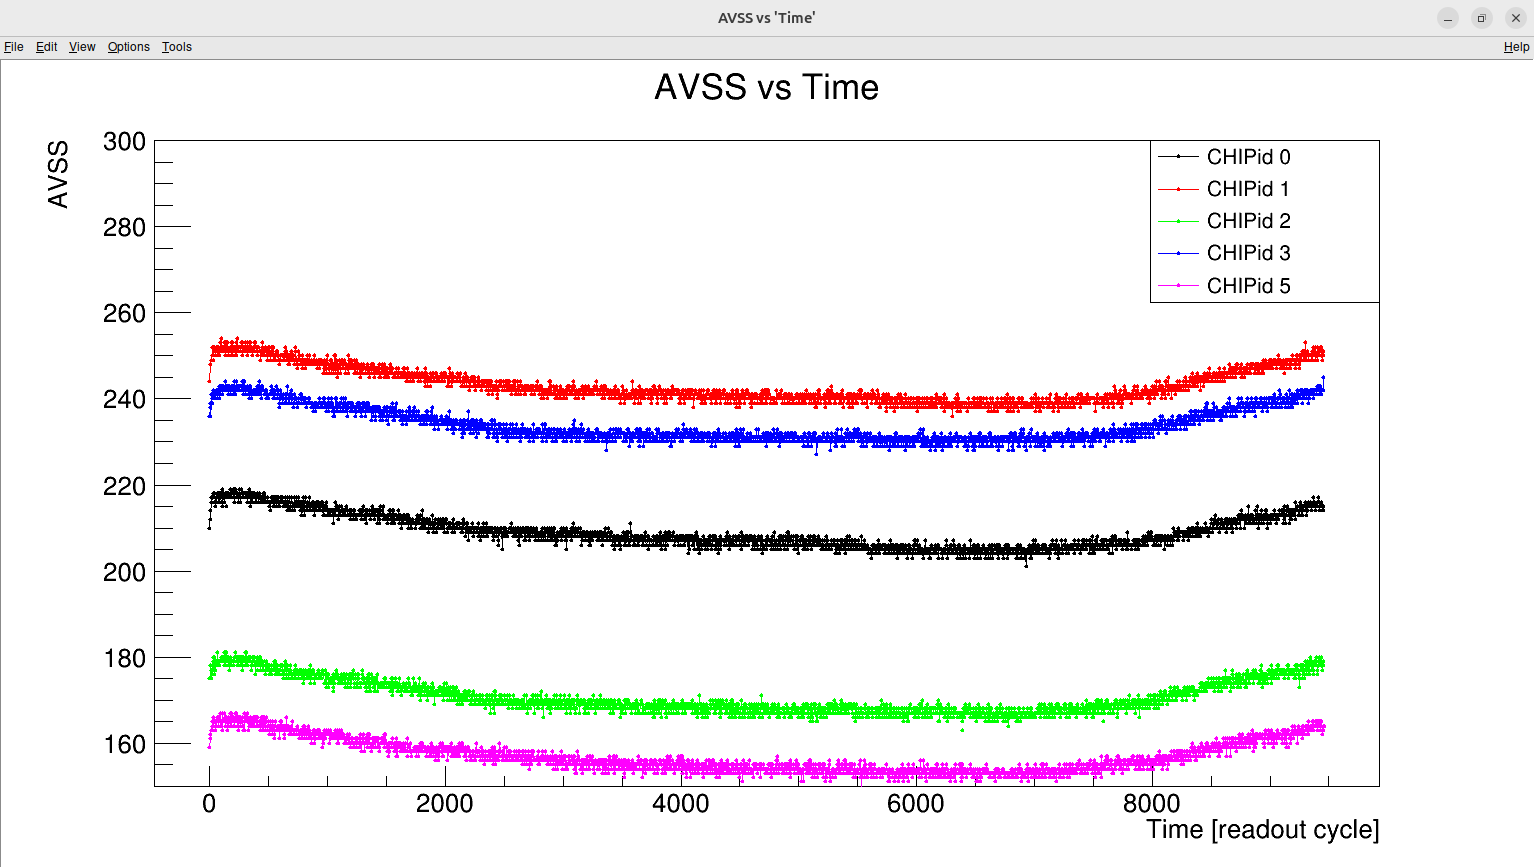 AVSS vs 'Time'
File Edit View Options Tools Help
AVSS vs Time
AVSS
300
280
260
240
220
200
180
160
CHIPid 0
CHIPid 1
CHIPid 2
CHIPid 3
CHIPid 5
0 2000 4000 6000 8000
Time [readout cycle]